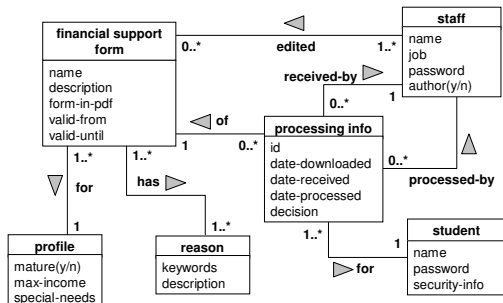 financial support
form
name
description
form-in-pdf
valid-from
valid-until
0..*
edited
1..*
staff
name
job
password
author(y/n)
received-by
0..*
1
of
1
0..*
processing info
id
date-downloaded
date-received
date-processed
decision
0..*
processed-by
1..*
for
1
1..*
has
1..*
profile
mature(y/n)
max-income
special-needs
reason
keywords
description
1..*
for
1
student
name
password
security-info